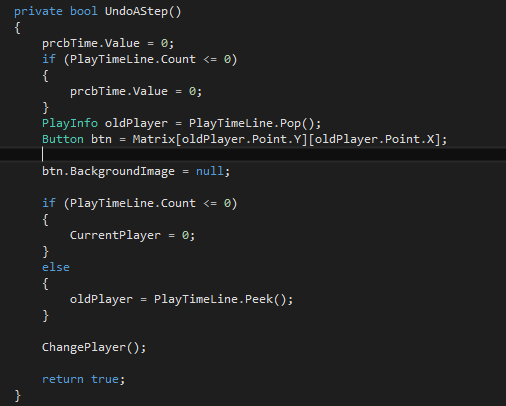 private bool UndoAStep()
{
prcbTime.Value = 0;
if (PlayTimeLine.Count <= 0)
{
prcbTime.Value = 0;
}
PlayInfo oldPlayer = PlayTimeLine.Pop();
Button btn = Matrix[oldPlayer.Point.Y][oldPlayer.Point.X];
btn.BackgroundImage = null;
if (PlayTimeLine.Count <= 0)
{
CurrentPlayer = 0;
}
else
{
oldPlayer = PlayTimeLine.Peek();
}
ChangePlayer();
return true;
}